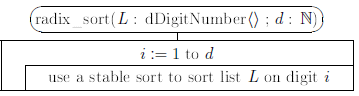 radix_sort(L : dDigitNumber⟨⟩ ; d : ℕ)
i := 1 to d
use a stable sort to sort list L on digit i